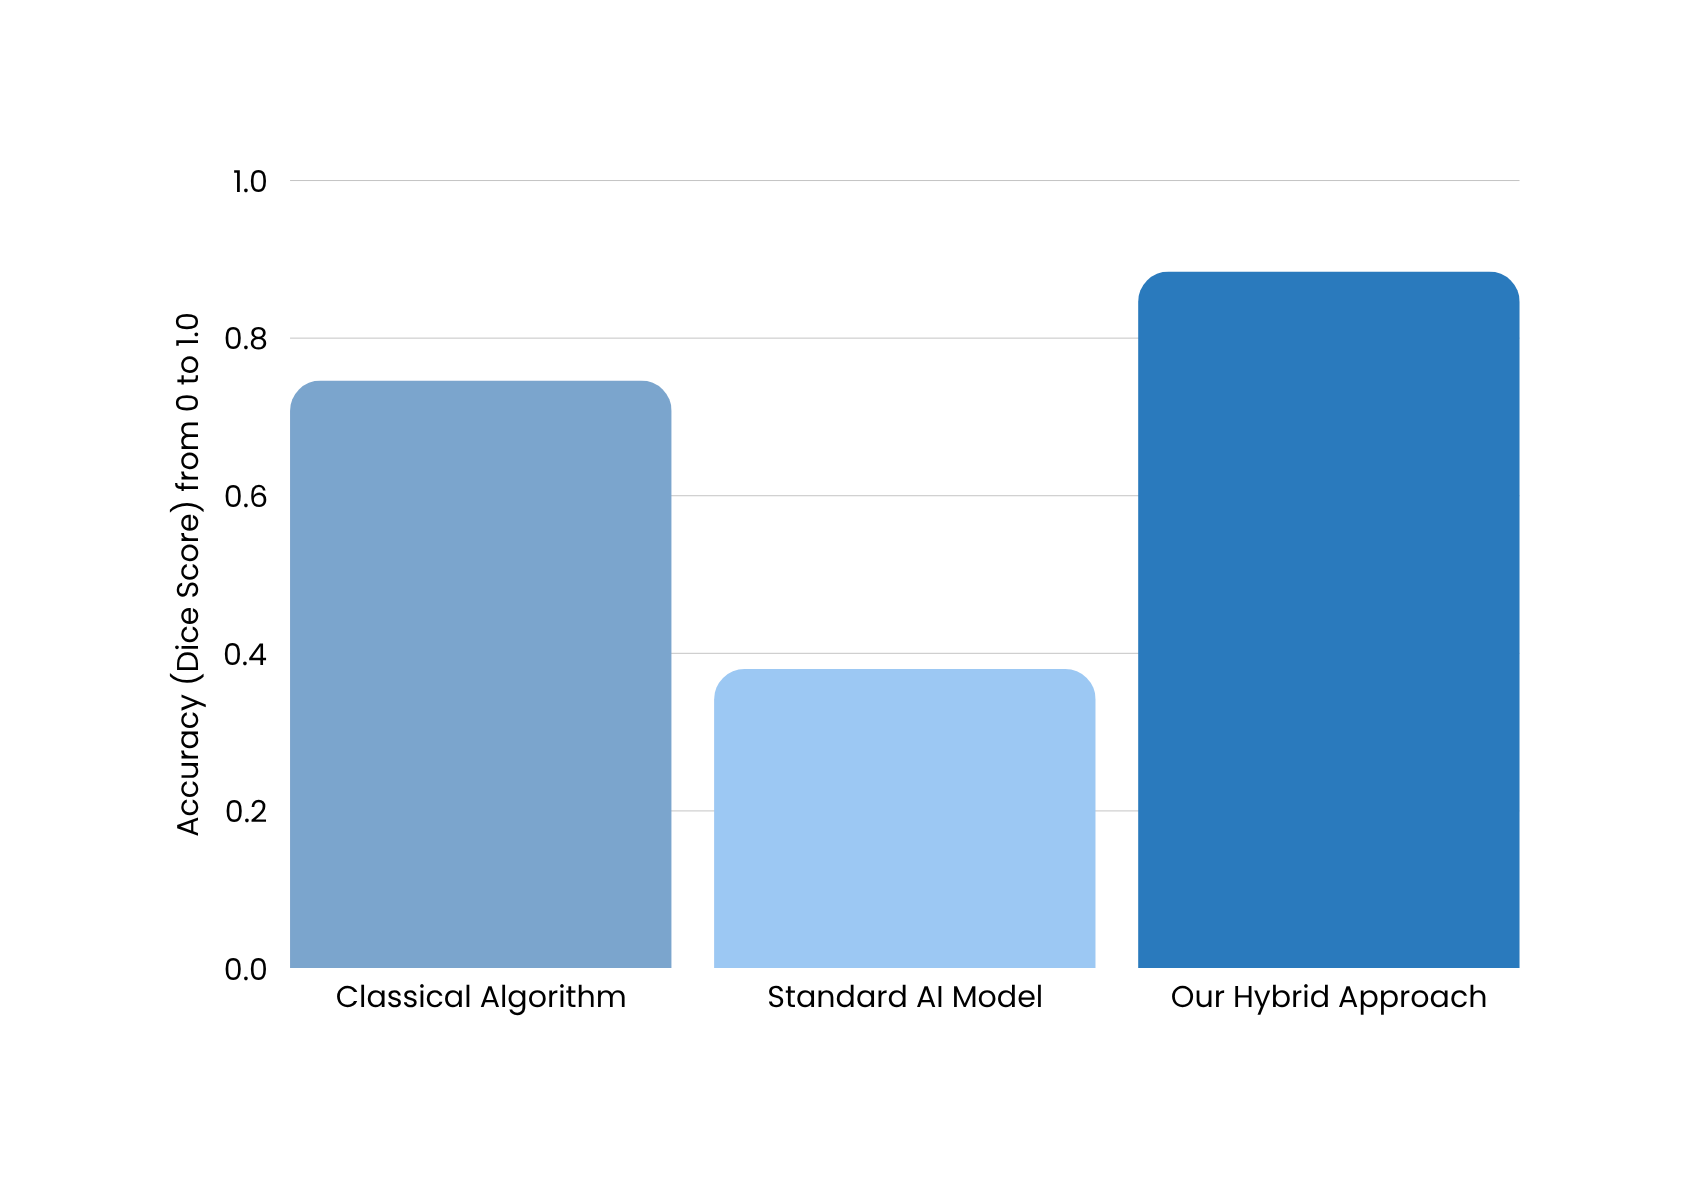 Accuracy (Dice Score) from 0 to 1.0
1.0
0.8
0.6
0.4
0.2
0.0
Classical Algorithm
Standard AI Model
Our Hybrid Approach